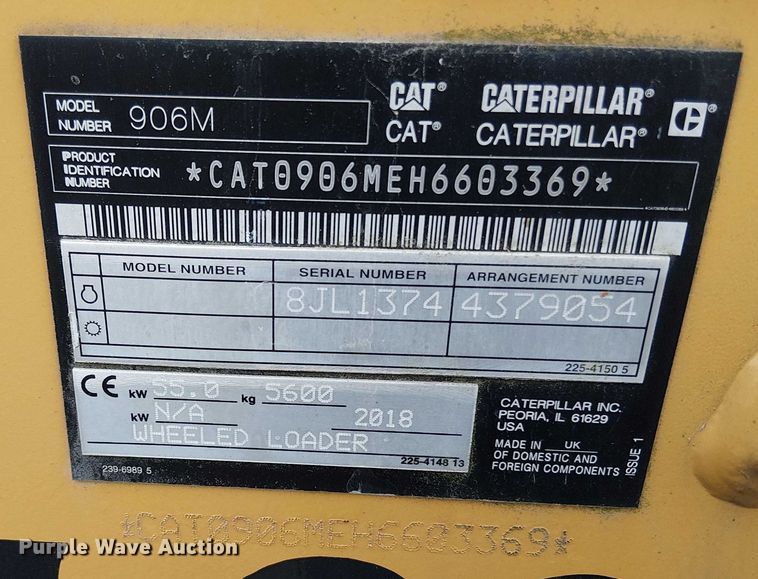 MODEL NUMBER 906M
CAT® CATERPILLAR®
CAT® CATERPILLAR®
PRODUCT IDENTIFICATION NUMBER *CAT0906MEH6603369*
MODEL NUMBER SERIAL NUMBER ARRANGEMENT NUMBER
8JL1374 4379054
225-4150 5
CE kW 55.0 kg 5600
kW N/A 2018
WHEELED LOADER
225-4148 13
239-6989 5
CATERPILLAR INC.
PEORIA, IL 61629
USA
MADE IN UK
OF DOMESTIC AND
FOREIGN COMPONENTS
ISSUE 1
*CAT0906MEH6603369*
Purple Wave Auction